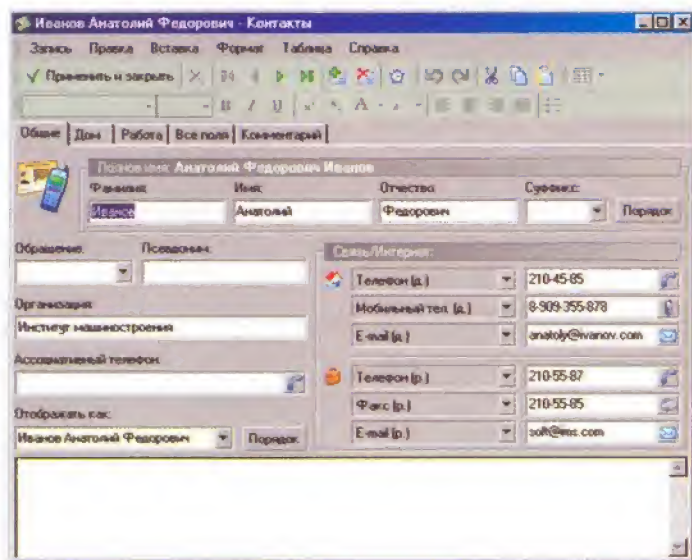 Иванов Анатолий Федорович - Контакты
Запись Правка Вставка Формат Таблица Справка
Применить и закрыть
B I U A
Общие Дом Работа Все поля Комментарий
Полное имя: Анатолий Федорович Иванов
Фамилия: Имя: Отчество: Суффикс:
Иванов Анатолий Федорович Порядок
Обращение: Псевдоним: Связь/Интернет:
Телефон (д.) 210-45-85
Организация: Мобильный тел. (д.) 8-909-355-878
Институт машиностроения E-mail (д.) anatoly@ivanov.com
Ассоциативный телефон:
Телефон (р.) 210-55-87
Отображать как: Факс (р.) 210-55-85
Иванов Анатолий Федорович Порядок E-mail (р.) soft@ims.com